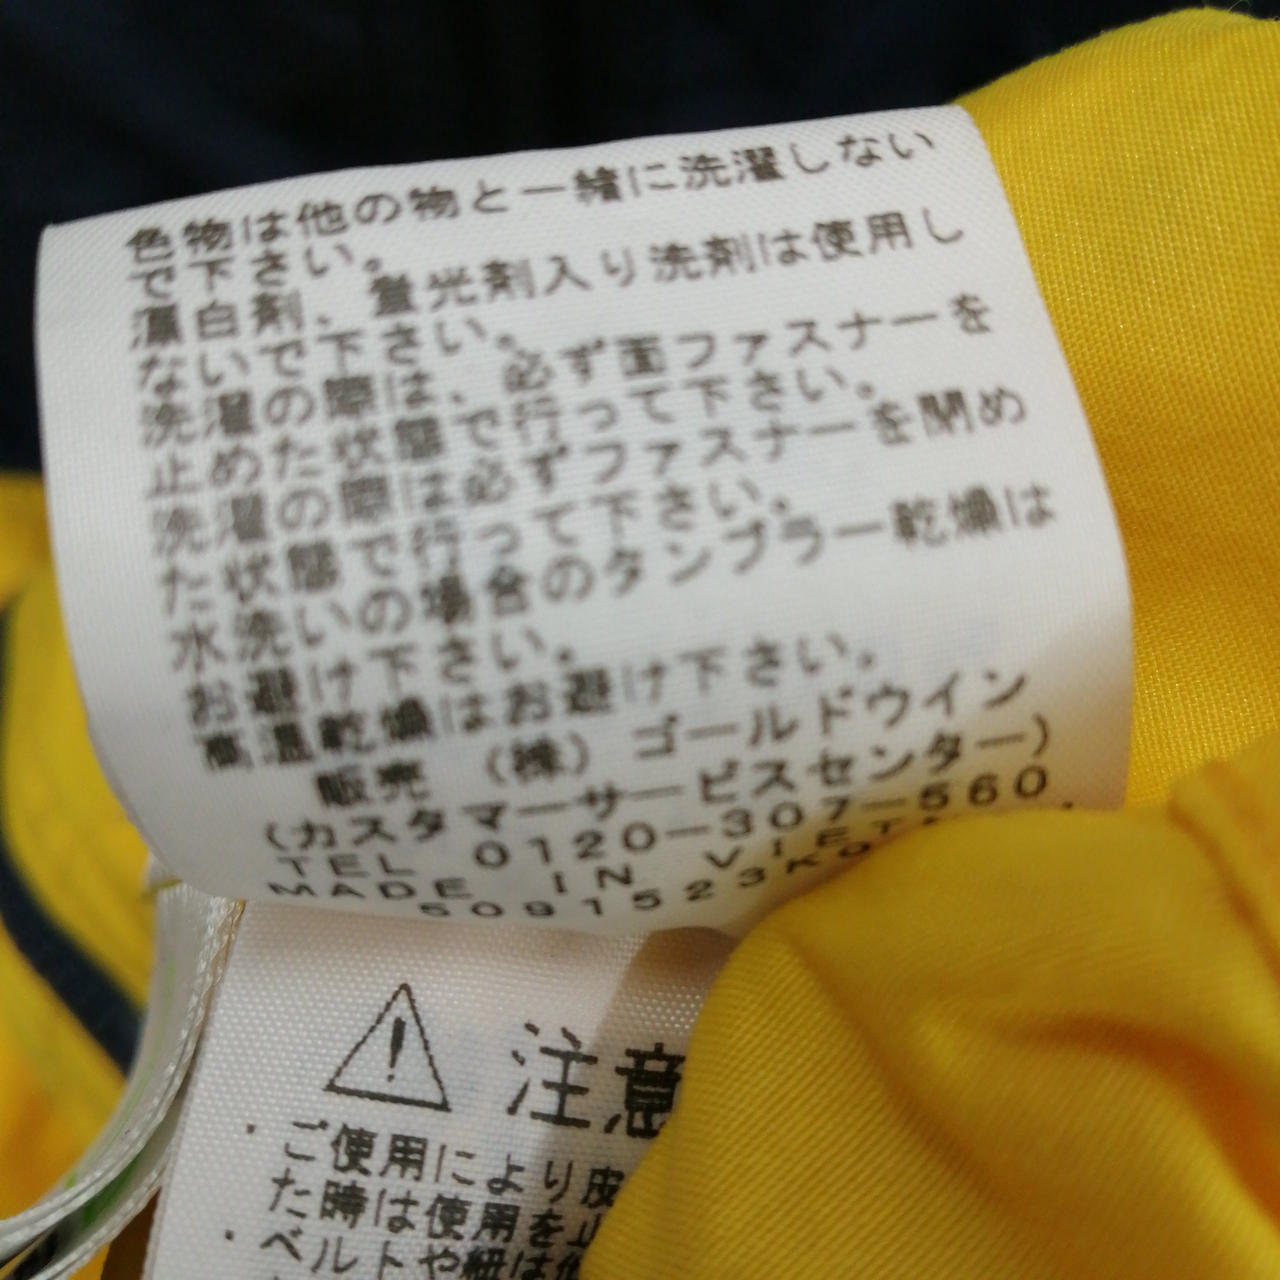 色物は他の物と一緒に洗濯しない
で下さい。
漂白剤、蛍光剤入り洗剤は使用し
ないで下さい。
洗濯の際は、必ず面ファスナーを
止めた状態で行って下さい。
洗濯の際は必ずファスナーを閉め
た状態で行って下さい。
水洗いの場合のタンブラー乾燥は
お避け下さい。
高温乾燥はお避け下さい。
販売 (株) ゴールドウイン
(カスタマーサービスセンター)
TEL 0120-307-560.
MADE IN VIETN
5091523K0
注意
・ご使用により皮
た時は使用を止
・ベルトや紐は他